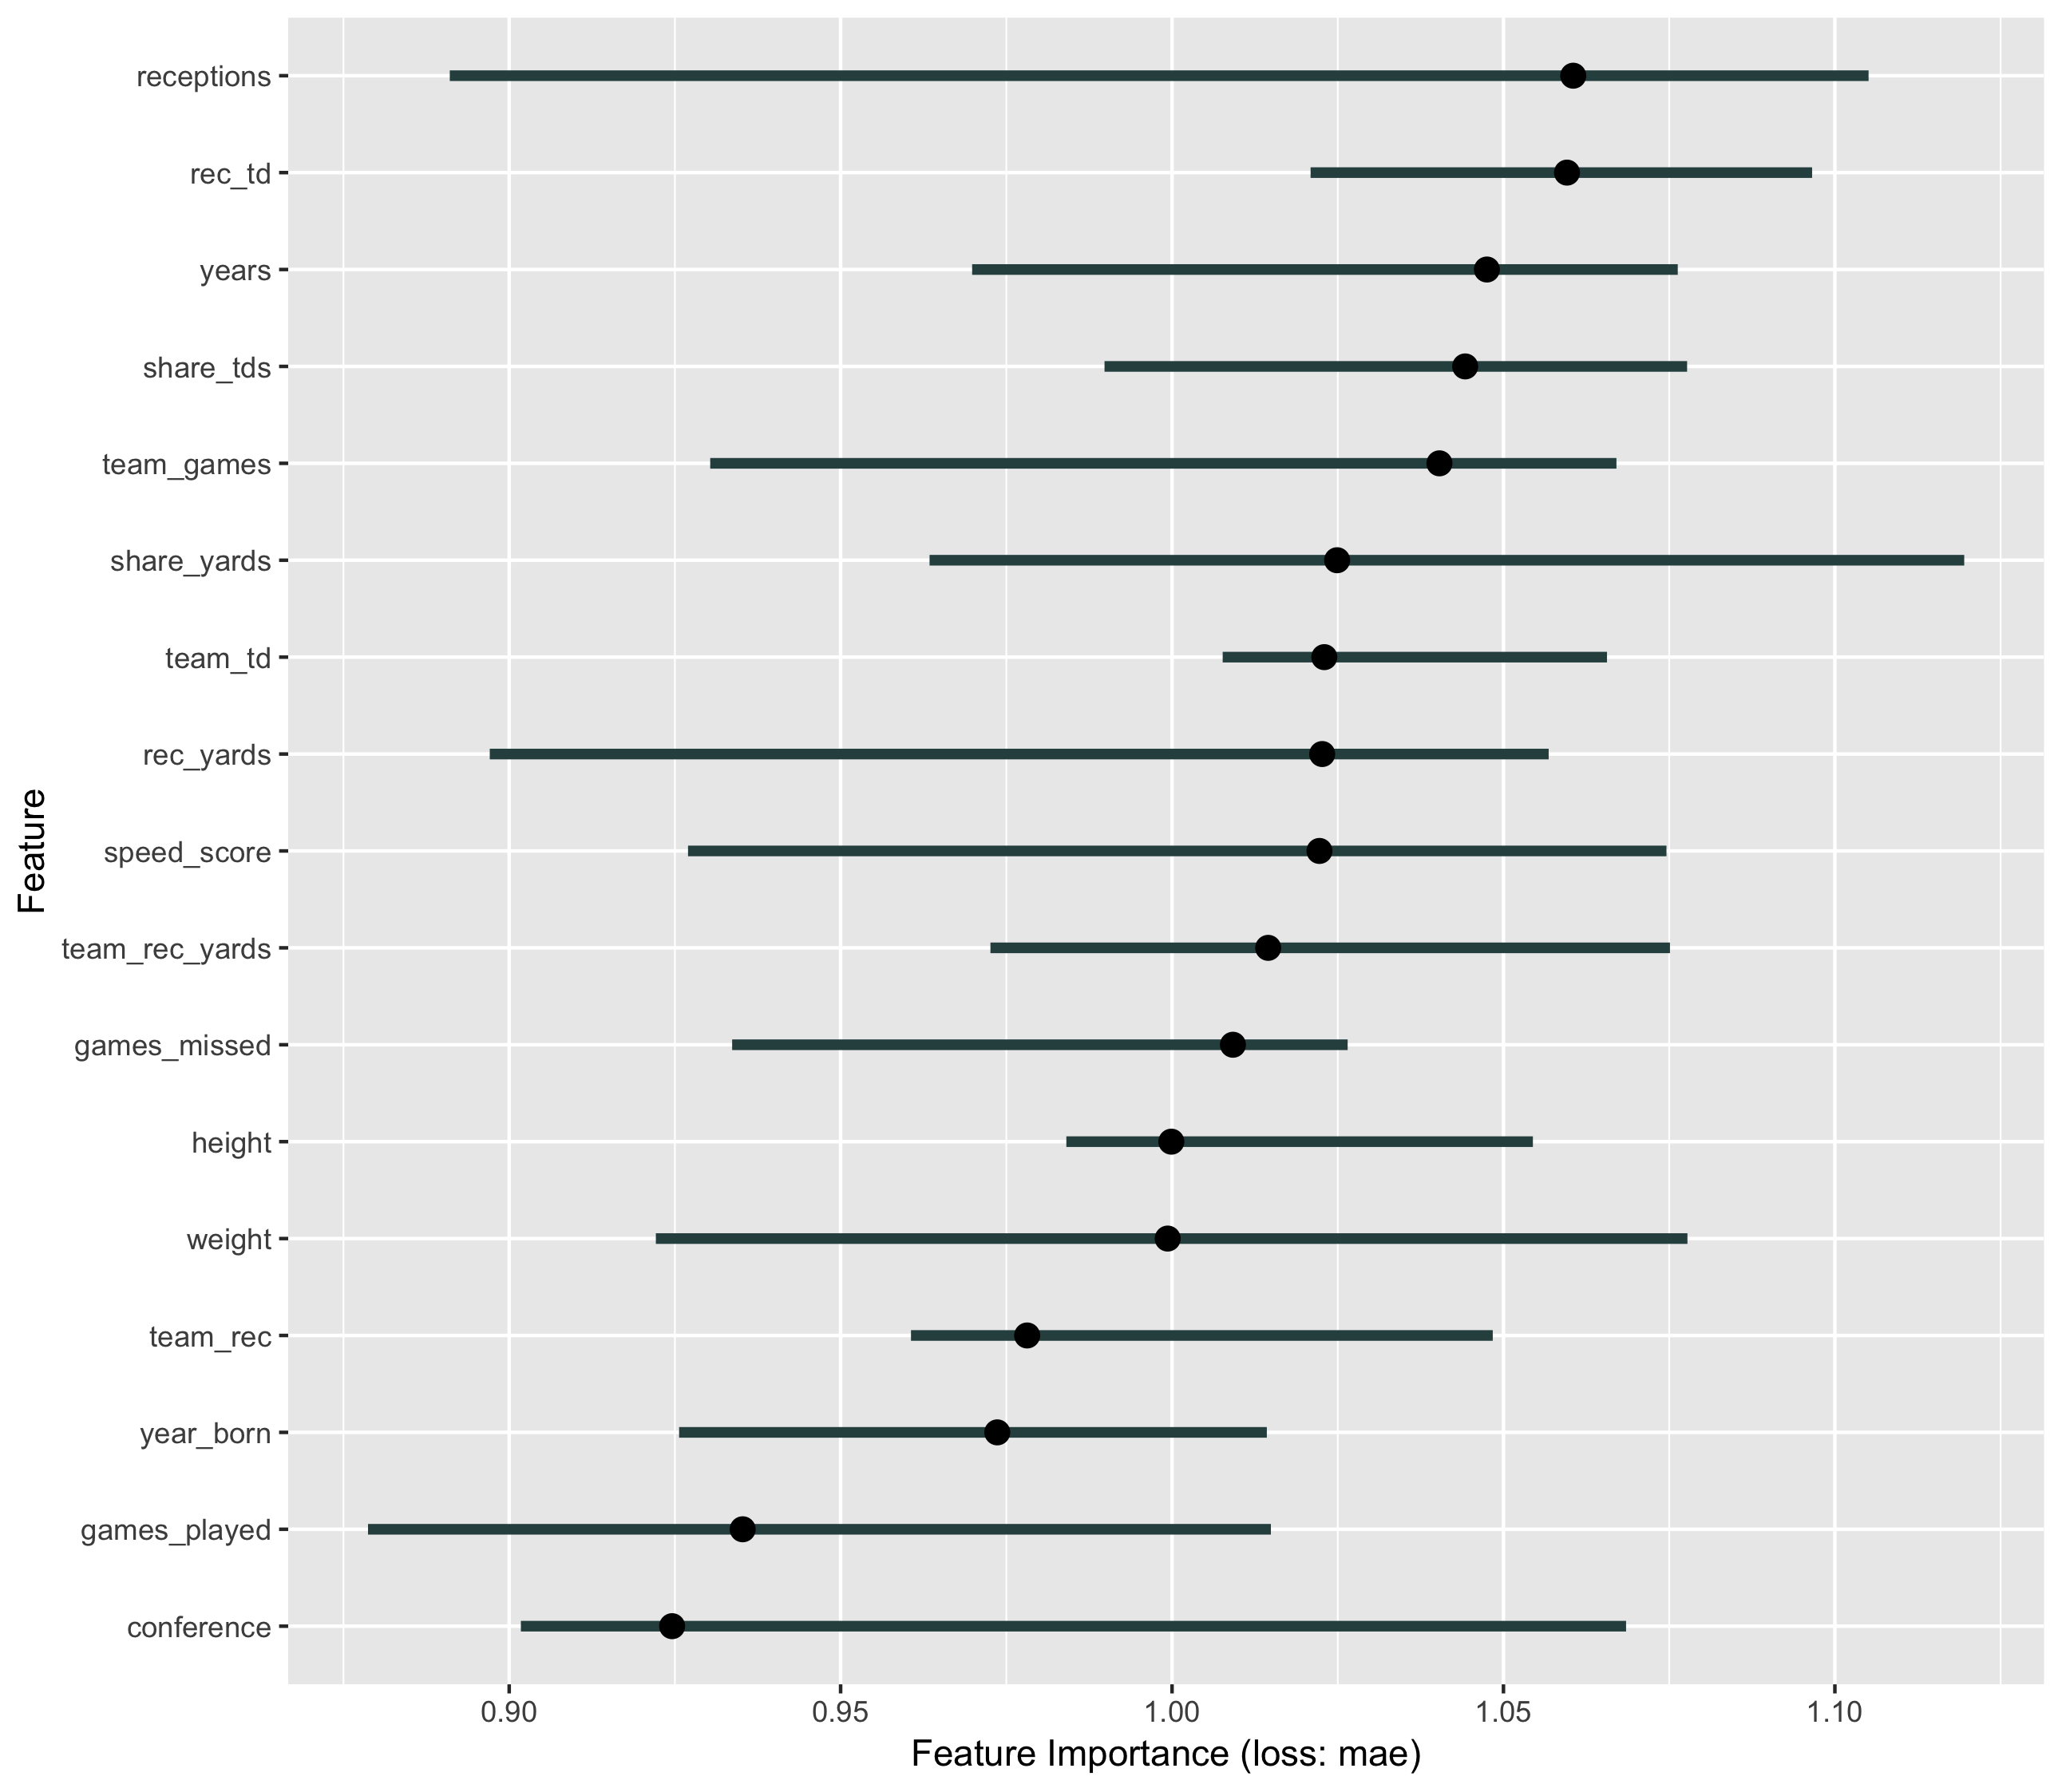 receptions
rec_td
years
share_tds
team_games
share_yards
team_td
rec_yards
speed_score
team_rec_yards
games_missed
height
weight
team_rec
year_born
games_played
conference
Feature
0.90 0.95 1.00 1.05 1.10
Feature Importance (loss: mae)